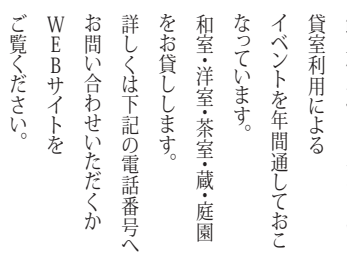 貸室利用による
イベントを年間通しておこ
なっています。
和室・洋室・茶室・蔵・庭園
をお貸しします。
詳しくは下記の電話番号へ
お問い合わせいただくか
WEBサイトを
ご覧ください。